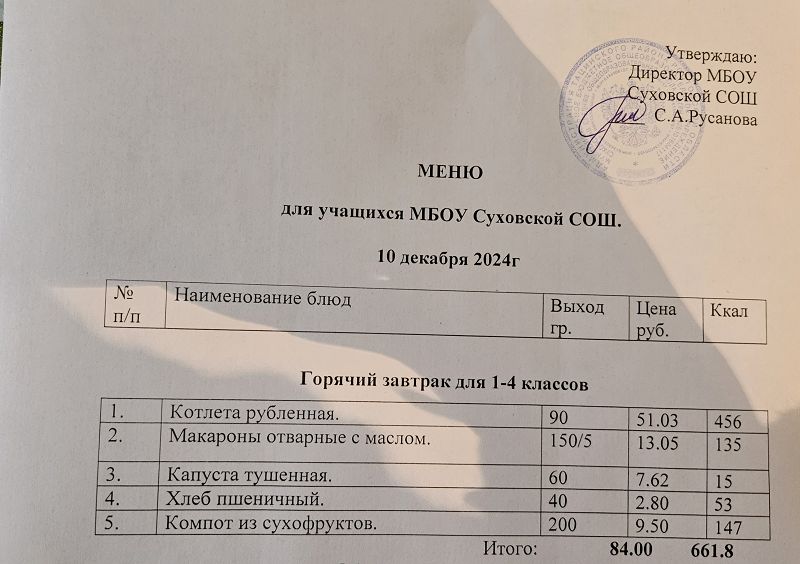 Утверждаю:
Директор МБОУ
Суховской СОШ
С.А.Русанова
МЕНЮ
для учащихся МБОУ Суховской СОШ.
10 декабря 2024г
№ п/п Наименование блюд Выход гр. Цена руб. Ккал
Горячий завтрак для 1-4 классов
1. Котлета рубленная. 90 51.03 456
2. Макароны отварные с маслом. 150/5 13.05 135
3. Капуста тушенная. 60 7.62 15
4. Хлеб пшеничный. 40 2.80 53
5. Компот из сухофруктов. 200 9.50 147
Итого: 84.00 661.8